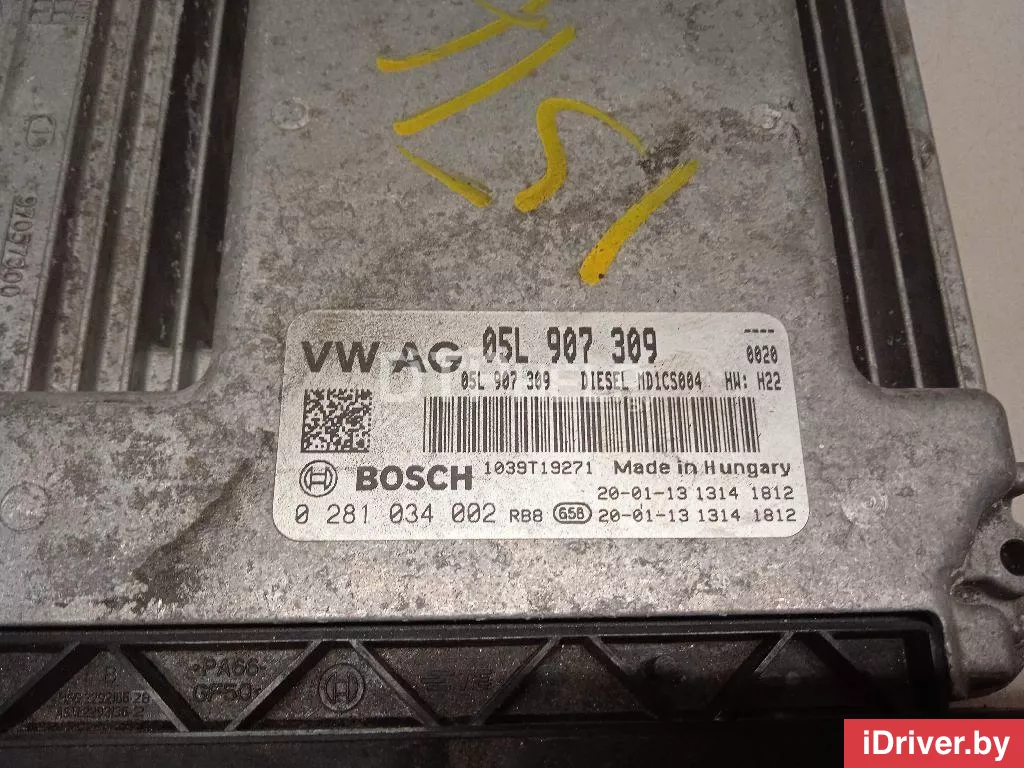 VW AG 05L 907 309 ----
0020
05L 907 309 DIESEL MD1CS004 HW: H22
BOSCH 1039T19271 Made in Hungary
20-01-13 1314 1812
0 281 034 002 RB8 658 20-01-13 1314 1812
>PA66-
GF50<
iDriver.by